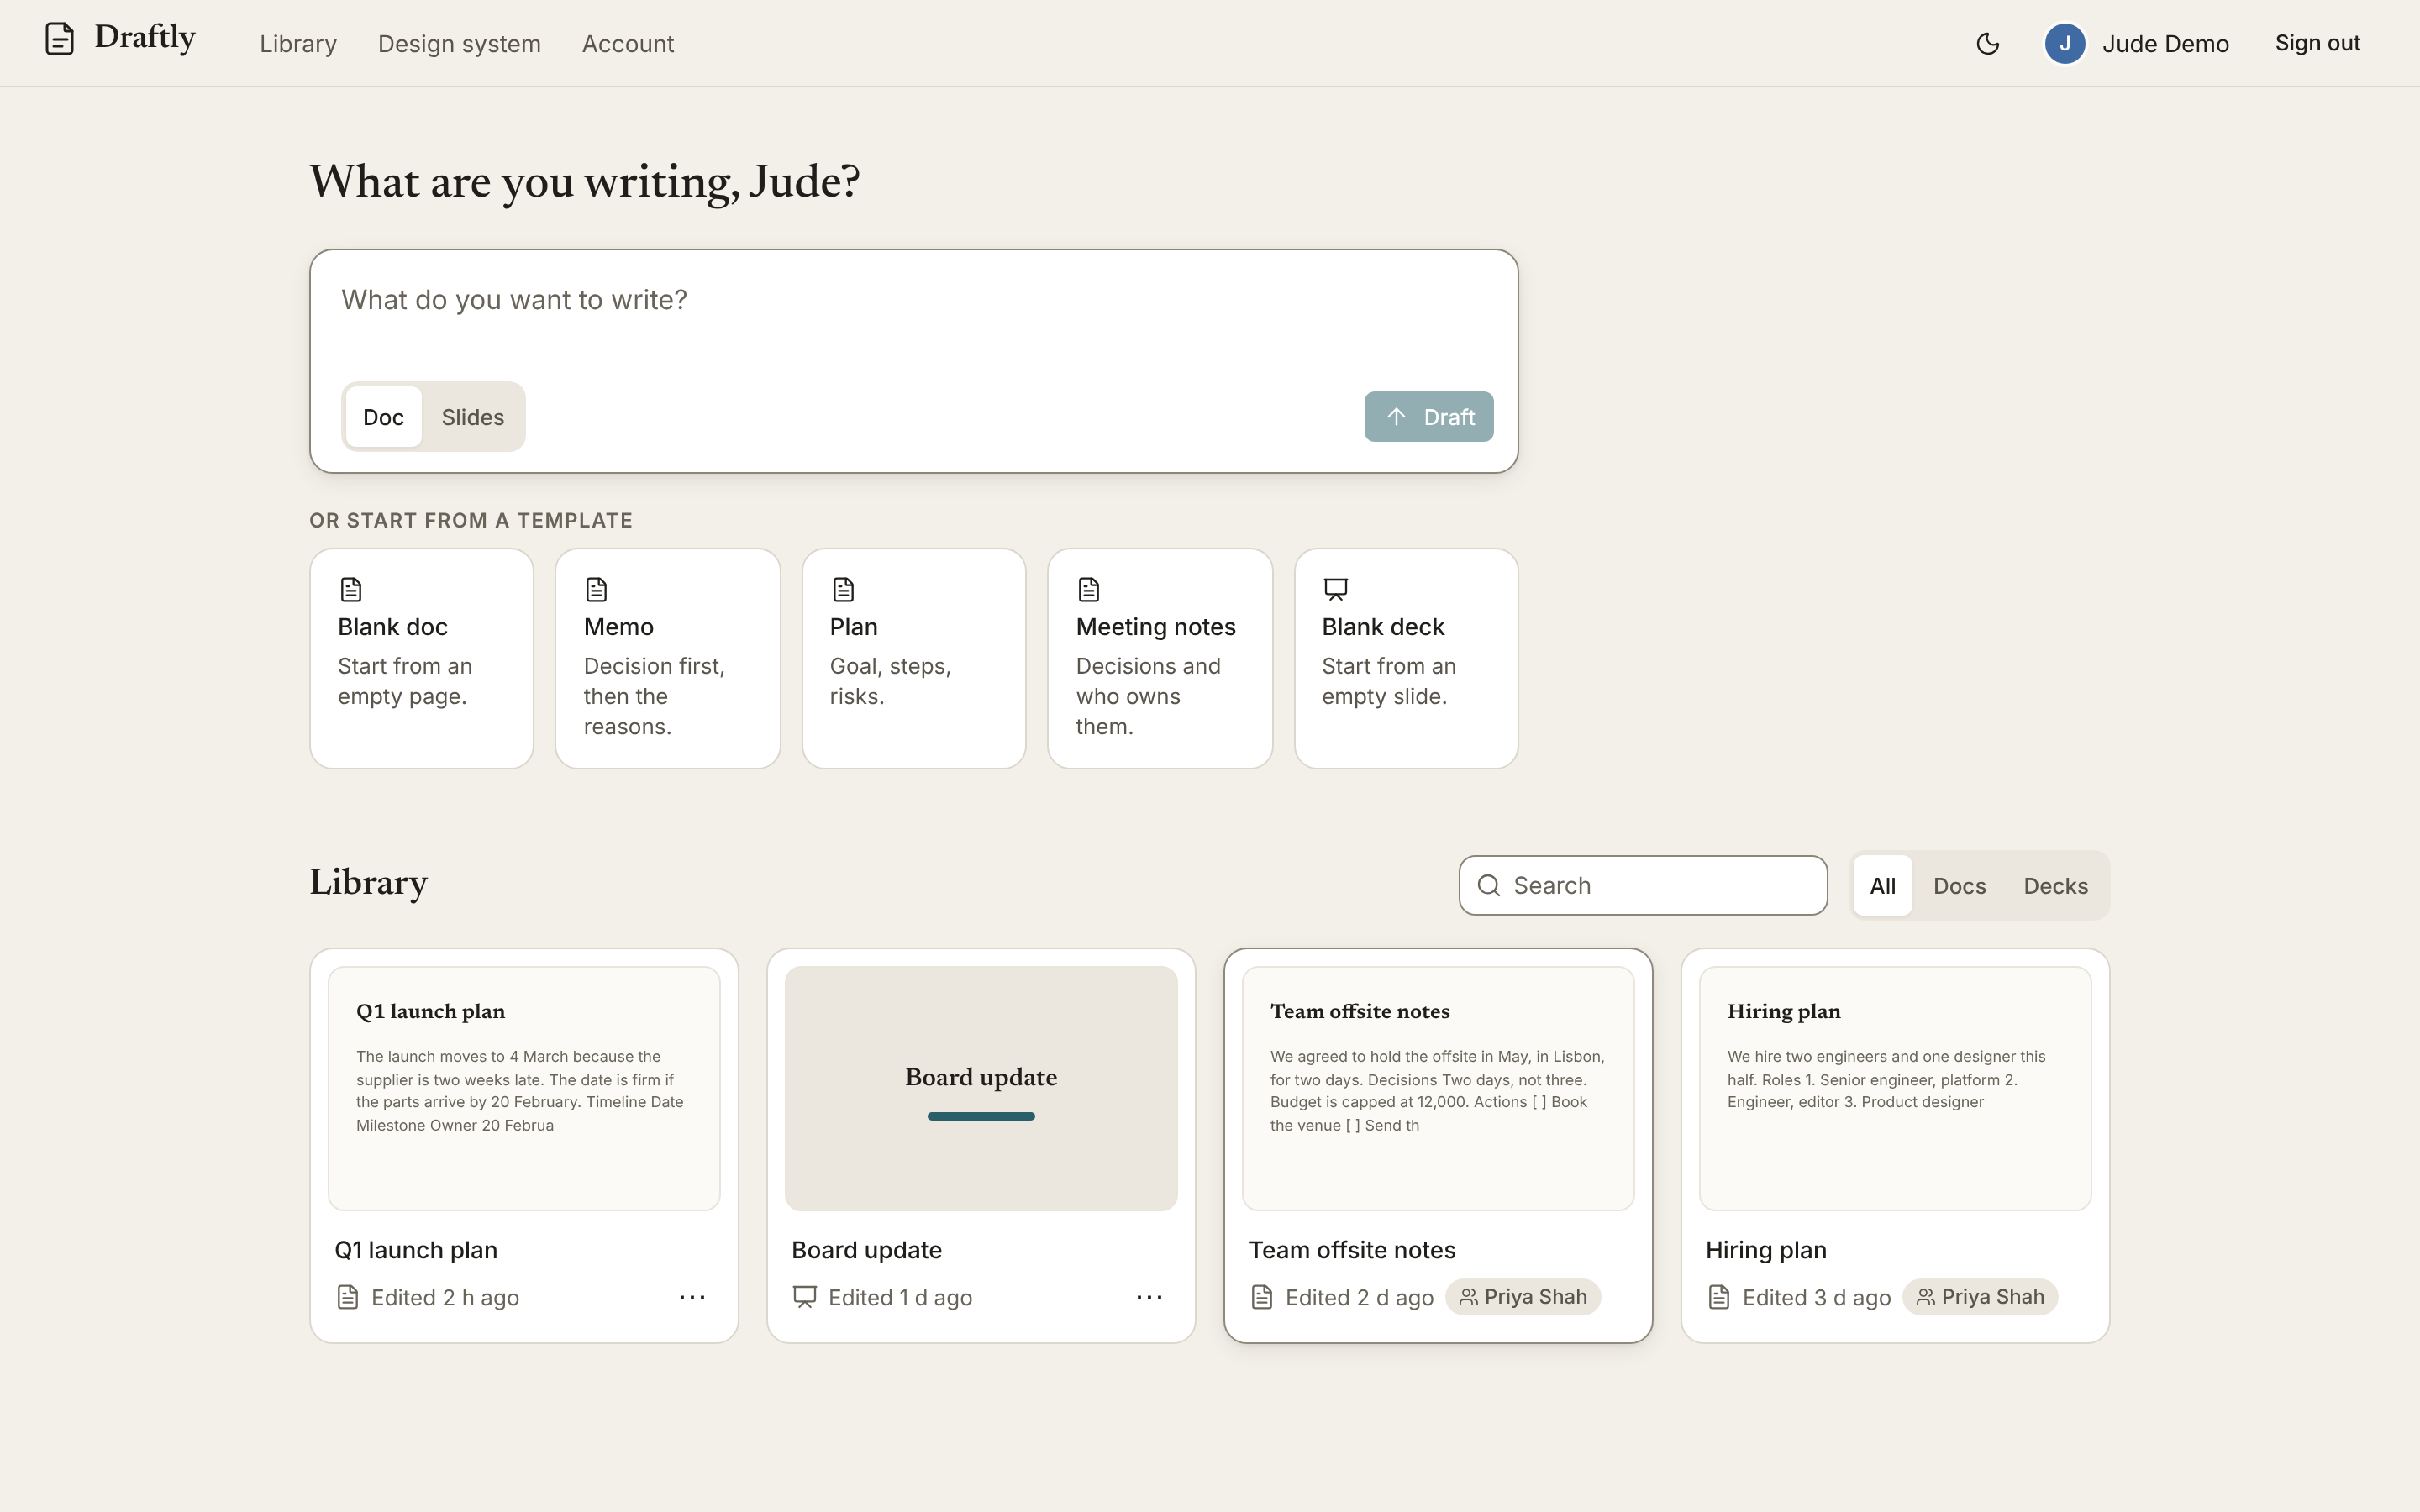 Draftly
Library
Design system
Account
J
Jude Demo
Sign out
What are you writing, Jude?
What do you want to write?
Doc
Slides
Draft
OR START FROM A TEMPLATE
Blank doc
Start from an
empty page.
Memo
Decision first,
then the
reasons.
Plan
Goal, steps,
risks.
Meeting notes
Decisions and
who owns
them.
Blank deck
Start from an
empty slide.
Library
Search
All
Docs
Decks
Q1 launch plan
The launch moves to 4 March because the
supplier is two weeks late. The date is firm if
the parts arrive by 20 February. Timeline Date
Milestone Owner 20 Februa
Q1 launch plan
Edited 2 h ago
Board update
Board update
Edited 1 d ago
Team offsite notes
We agreed to hold the offsite in May, in Lisbon,
for two days. Decisions Two days, not three.
Budget is capped at 12,000. Actions [ ] Book
the venue [ ] Send th
Team offsite notes
Edited 2 d ago
Priya Shah
Hiring plan
We hire two engineers and one designer this
half. Roles 1. Senior engineer, platform 2.
Engineer, editor 3. Product designer
Hiring plan
Edited 3 d ago
Priya Shah